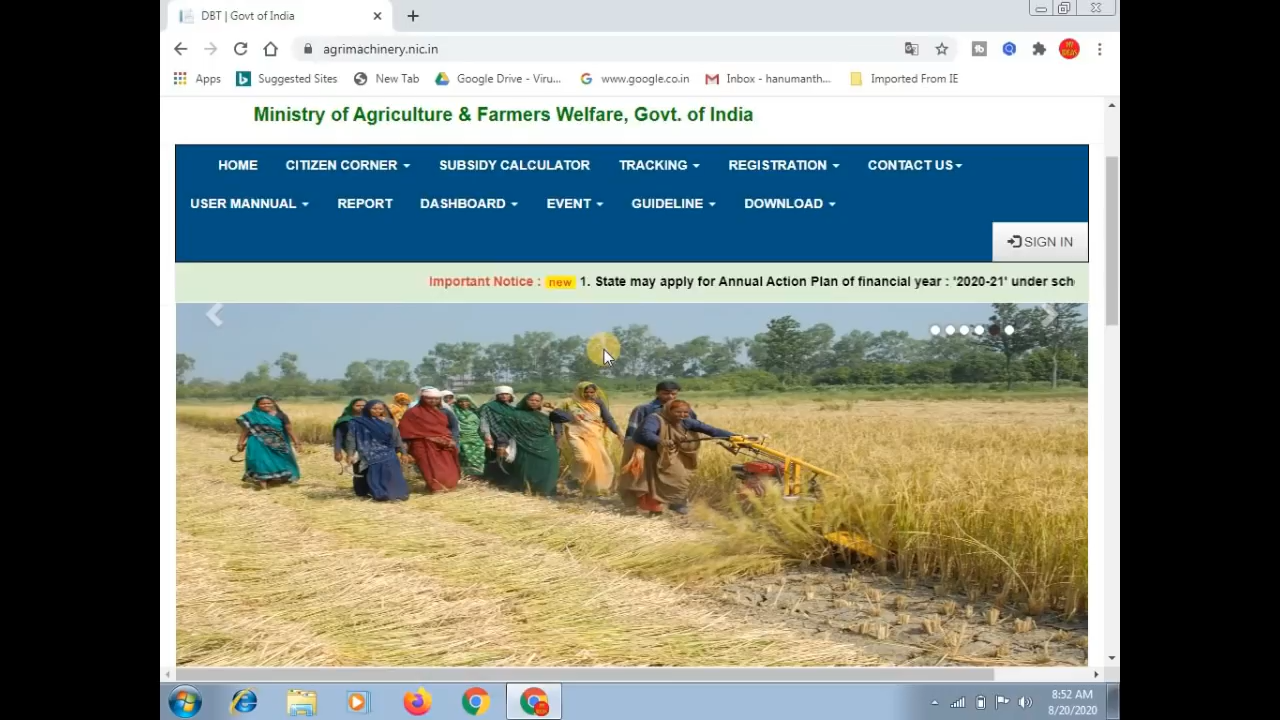 DBT | Govt of India
agrimachinery.nic.in
Apps Suggested Sites New Tab Google Drive - Viru... www.google.co.in Inbox - hanumanth... Imported From IE
Ministry of Agriculture & Farmers Welfare, Govt. of India
HOME CITIZEN CORNER SUBSIDY CALCULATOR TRACKING REGISTRATION CONTACT US
USER MANNUAL REPORT DASHBOARD EVENT GUIDELINE DOWNLOAD
SIGN IN
Important Notice : new 1. State may apply for Annual Action Plan of financial year : '2020-21' under sch
8:52 AM
8/20/2020